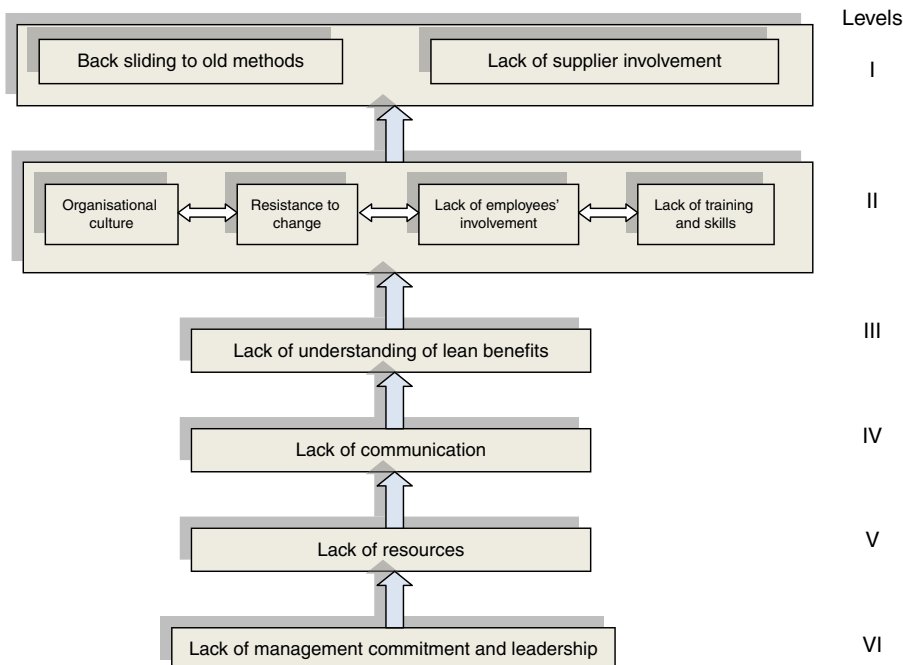 Levels
Back sliding to old methods
Lack of supplier involvement
I
Organisational
culture
Resistance to
change
Lack of employees'
involvement
Lack of training
and skills
II
Lack of understanding of lean benefits
III
Lack of communication
IV
Lack of resources
V
Lack of management commitment and leadership
VI